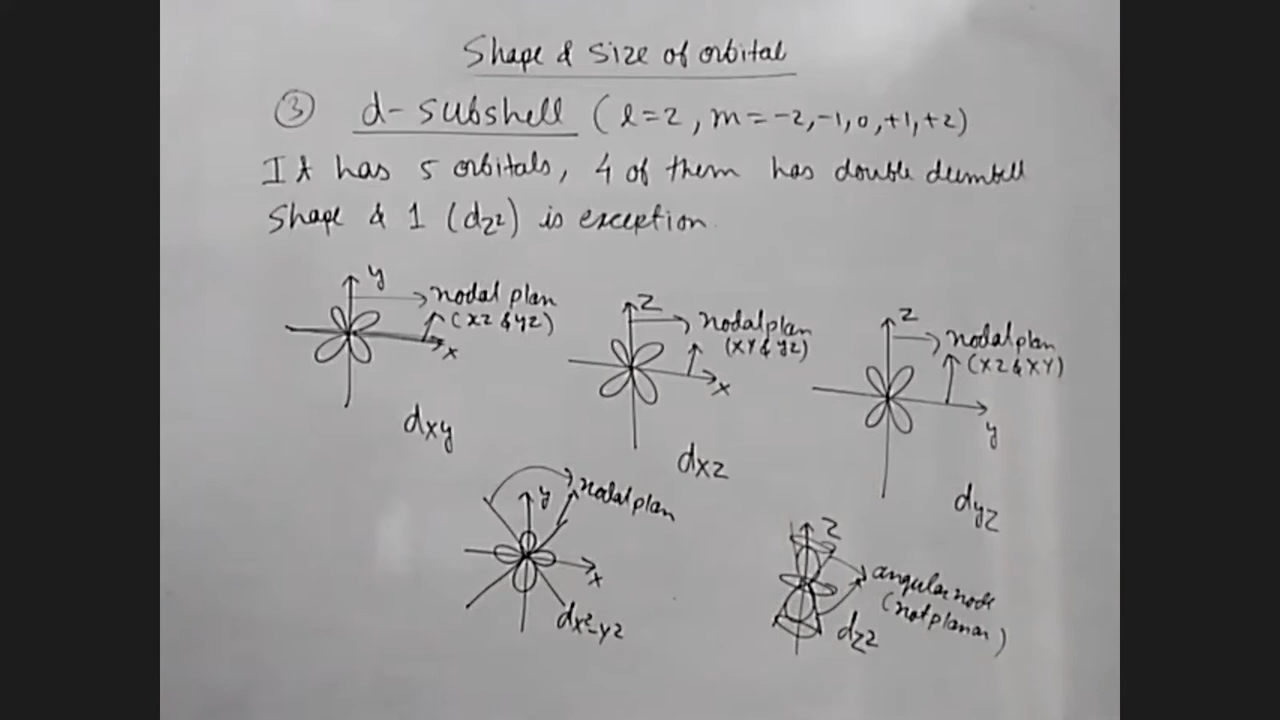 Shape & Size of orbital
③ d-subshell (l=2, m=-2,-1,0,+1,+2)
It has 5 orbitals, 4 of them has double dumbell
Shape & 1 (dz²) is exception.
y
nodal plan
(xz & yz)
x
dxy
z
nodal plan
(xy & yz)
x
dxz
z
nodal plan
(xz & xy)
y
dyz
y
nodal plan
x
dx²-y²
z
angular node
(not planar)
dz²